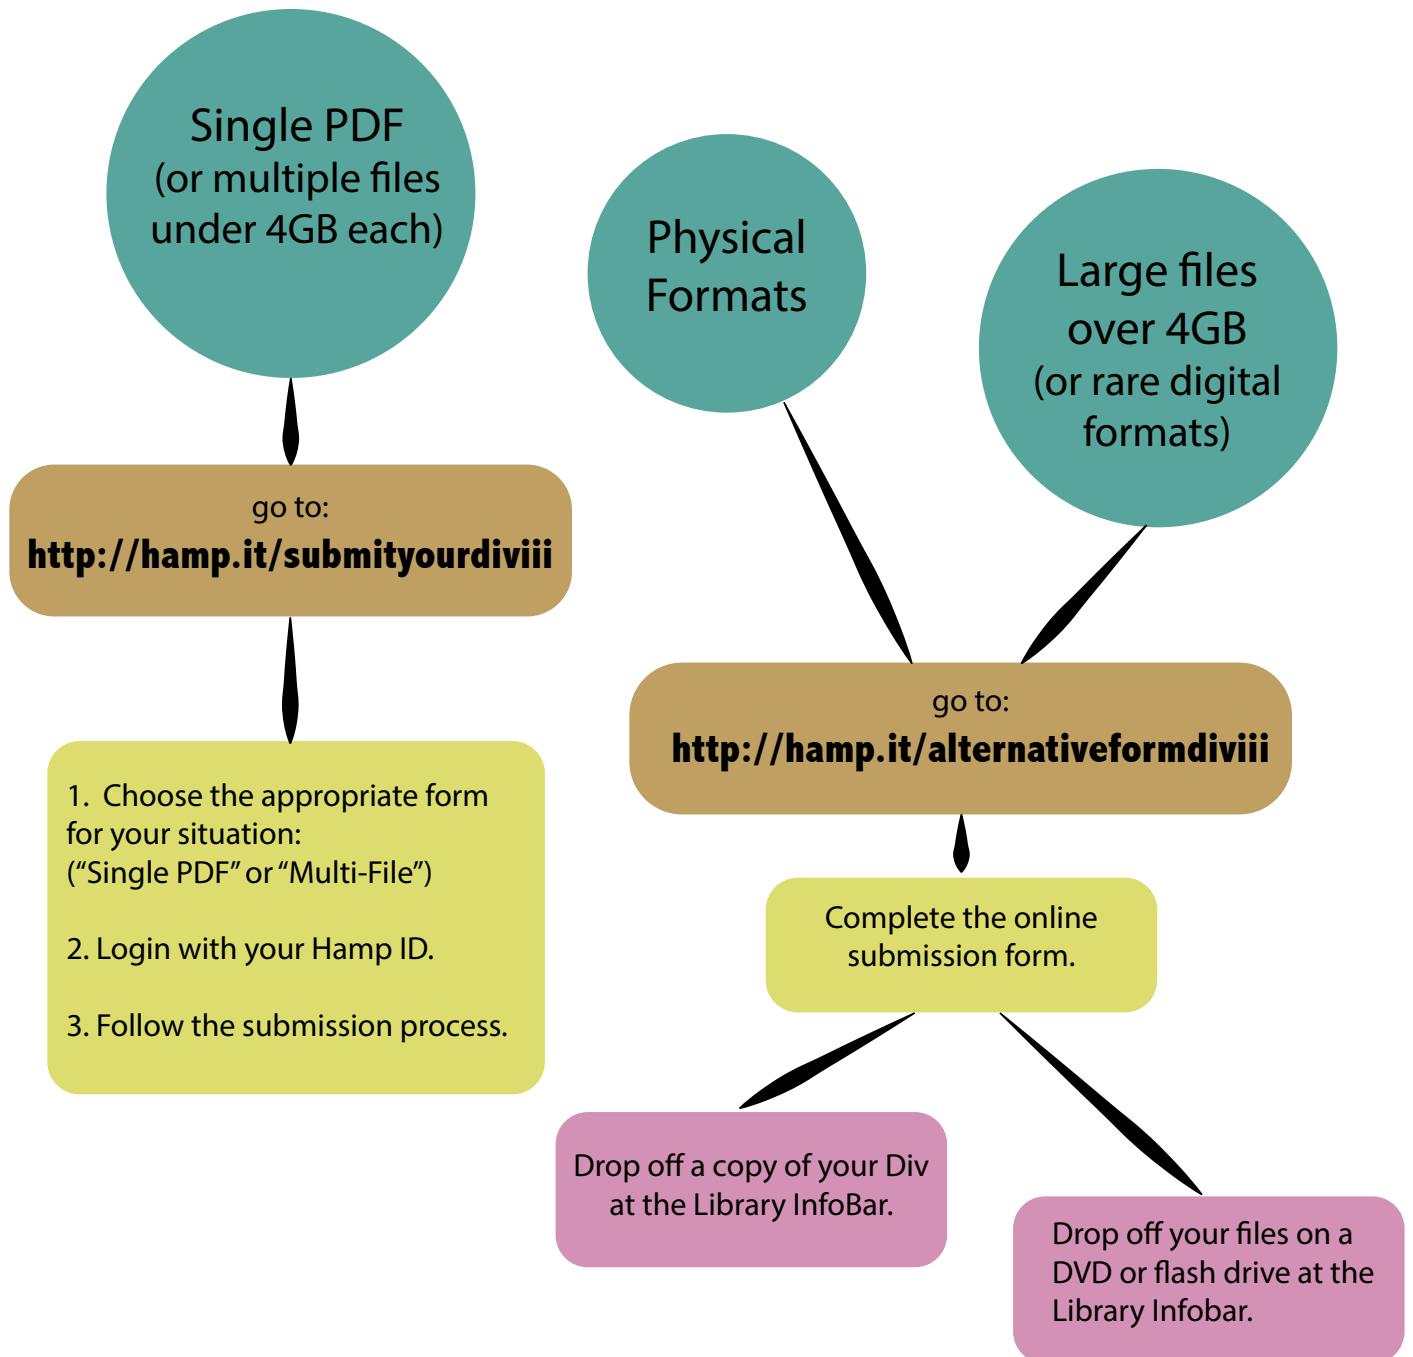 Single PDF
(or multiple files
under 4GB each)
Physical
Formats
Large files
over 4GB
(or rare digital
formats)
go to:
http://hamp.it/submityourdiviii
go to:
http://hamp.it/alternativeformdiviii
1.  Choose the appropriate form
for your situation:
(“Single PDF” or “Multi-File”)
2. Login with your Hamp ID.
3. Follow the submission process.
Complete the online
submission form.
Drop off a copy of your Div
at the Library InfoBar.
Drop off your files on a
DVD or flash drive at the
Library Infobar.